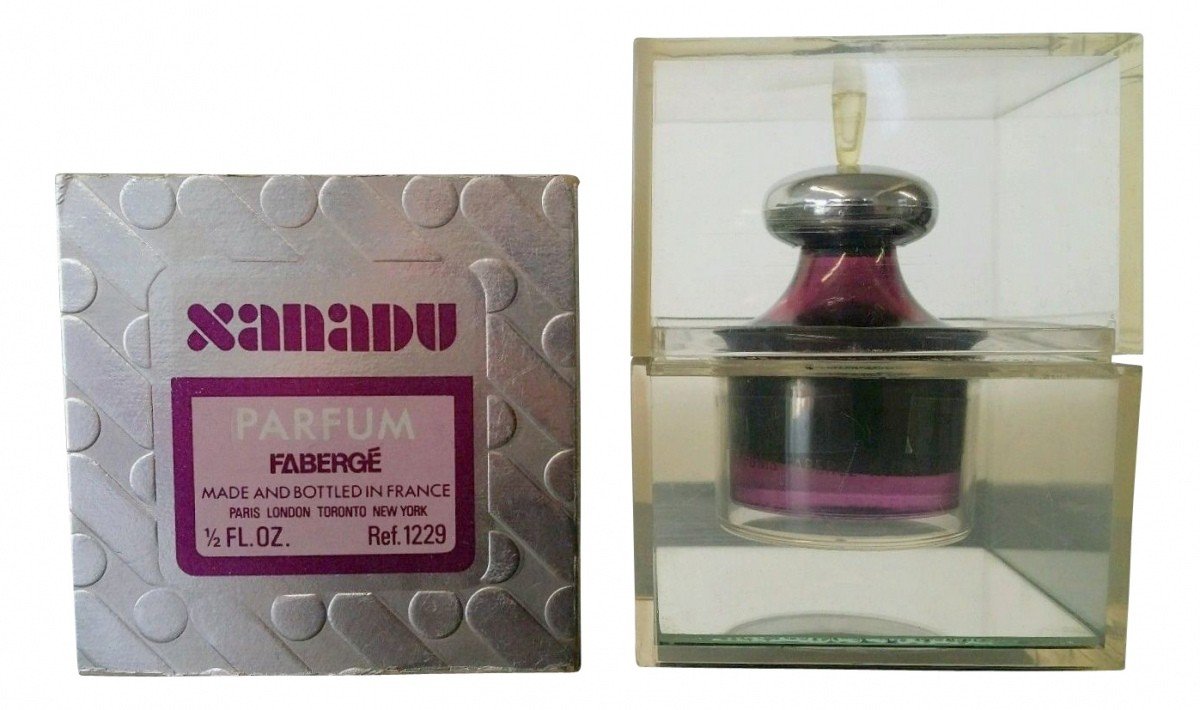 xanaDU
PARFUM
FABERGÉ
MADE AND BOTTLED IN FRANCE
PARIS LONDON TORONTO NEW YORK
½ FL.OZ. Ref.1229